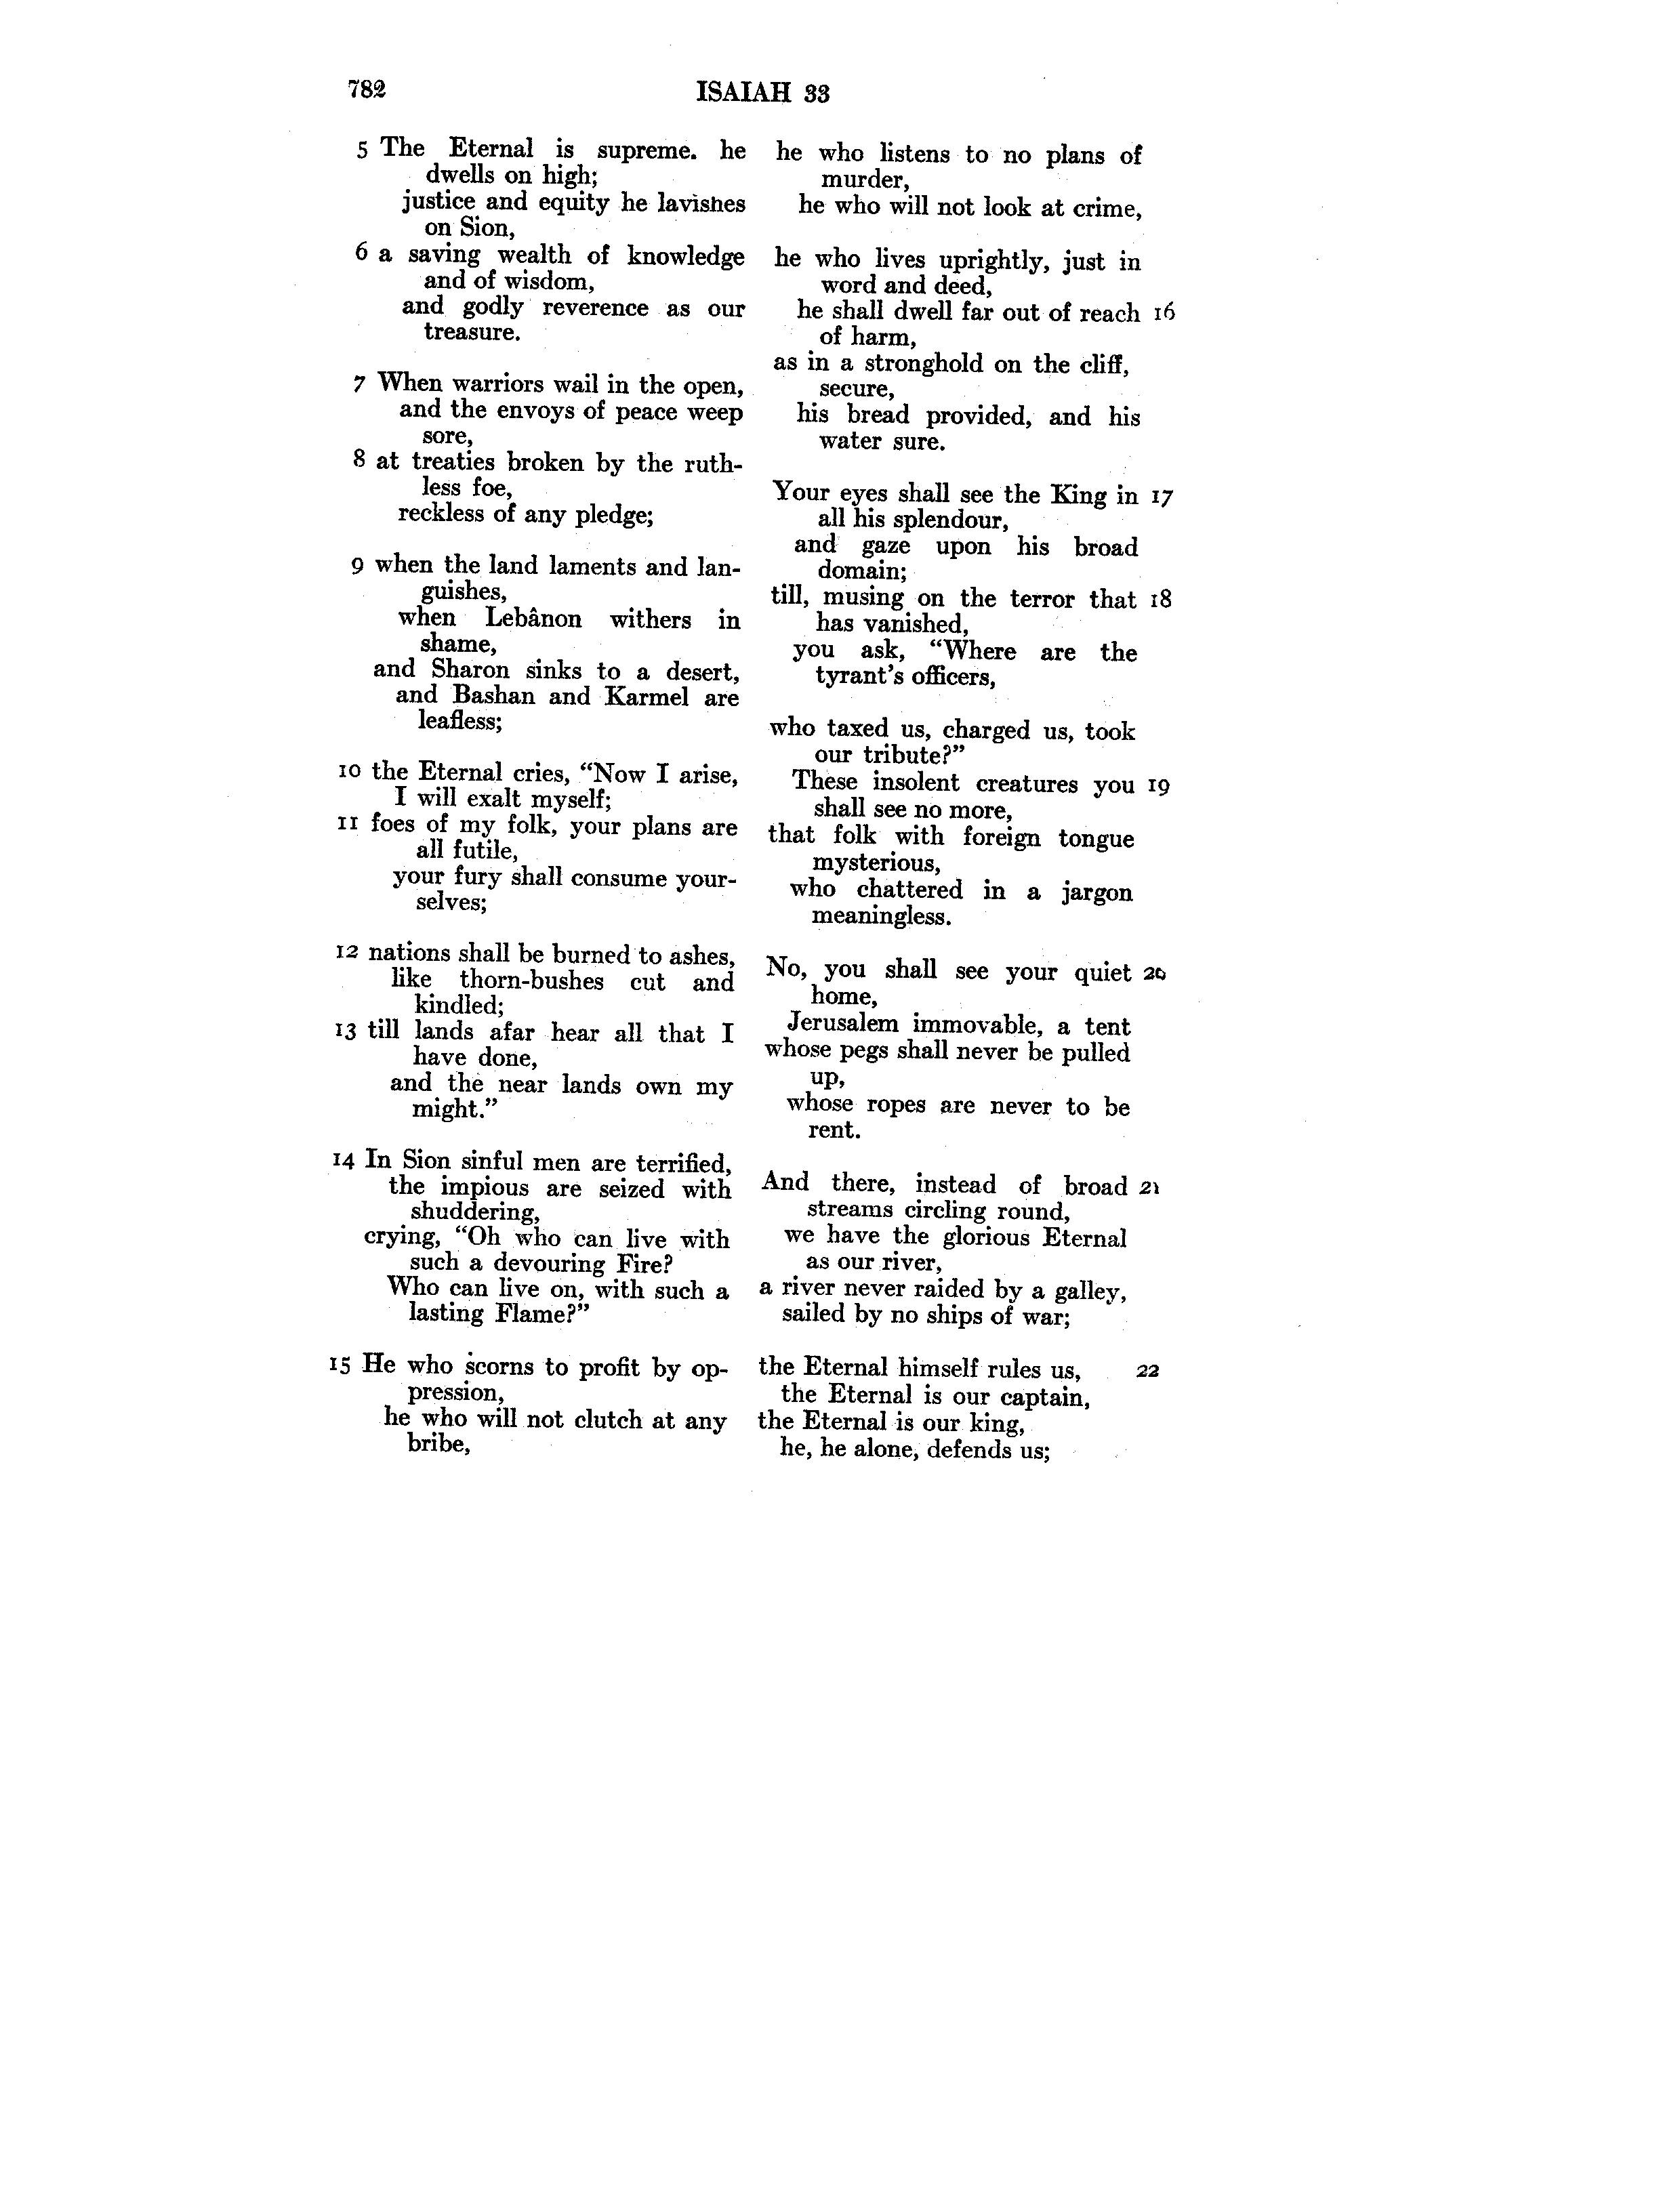 782
ISAIAH 33
5 The Eternal is supreme. he
dwells on high;
justice and equity he lavishes
on Sion,
6 a saving wealth of knowledge
and of wisdom,
and godly reverence as our
treasure.
7 When warriors wail in the open,
and the envoys of peace weep
sore,
8 at treaties broken by the ruth-
less foe,
reckless of any pledge;
9 when the land laments and lan-
guishes,
when Lebânon withers in
shame,
and Sharon sinks to a desert,
and Bashan and Karmel are
leafless;
10 the Eternal cries, “Now I arise,
I will exalt myself;
11 foes of my folk, your plans are
all futile,
your fury shall consume your-
selves;
12 nations shall be burned to ashes,
like thorn-bushes cut and
kindled;
13 till lands afar hear all that I
have done,
and the near lands own my
might.”
14 In Sion sinful men are terrified,
the impious are seized with
shuddering,
crying, “Oh who can live with
such a devouring Fire?
Who can live on, with such a
lasting Flame?”
15 He who scorns to profit by op-
pression,
he who will not clutch at any
bribe,
he who listens to no plans of
murder,
he who will not look at crime,
he who lives uprightly, just in
word and deed,
he shall dwell far out of reach 16
of harm,
as in a stronghold on the cliff,
secure,
his bread provided, and his
water sure.
Your eyes shall see the King in 17
all his splendour,
and gaze upon his broad
domain;
till, musing on the terror that 18
has vanished,
you ask, “Where are the
tyrant’s officers,
who taxed us, charged us, took
our tribute?”
These insolent creatures you 19
shall see no more,
that folk with foreign tongue
mysterious,
who chattered in a jargon
meaningless.
No, you shall see your quiet 20
home,
Jerusalem immovable, a tent
whose pegs shall never be pulled
up,
whose ropes are never to be
rent.
And there, instead of broad 21
streams circling round,
we have the glorious Eternal
as our river,
a river never raided by a galley,
sailed by no ships of war;
the Eternal himself rules us, 22
the Eternal is our captain,
the Eternal is our king,
he, he alone, defends us;